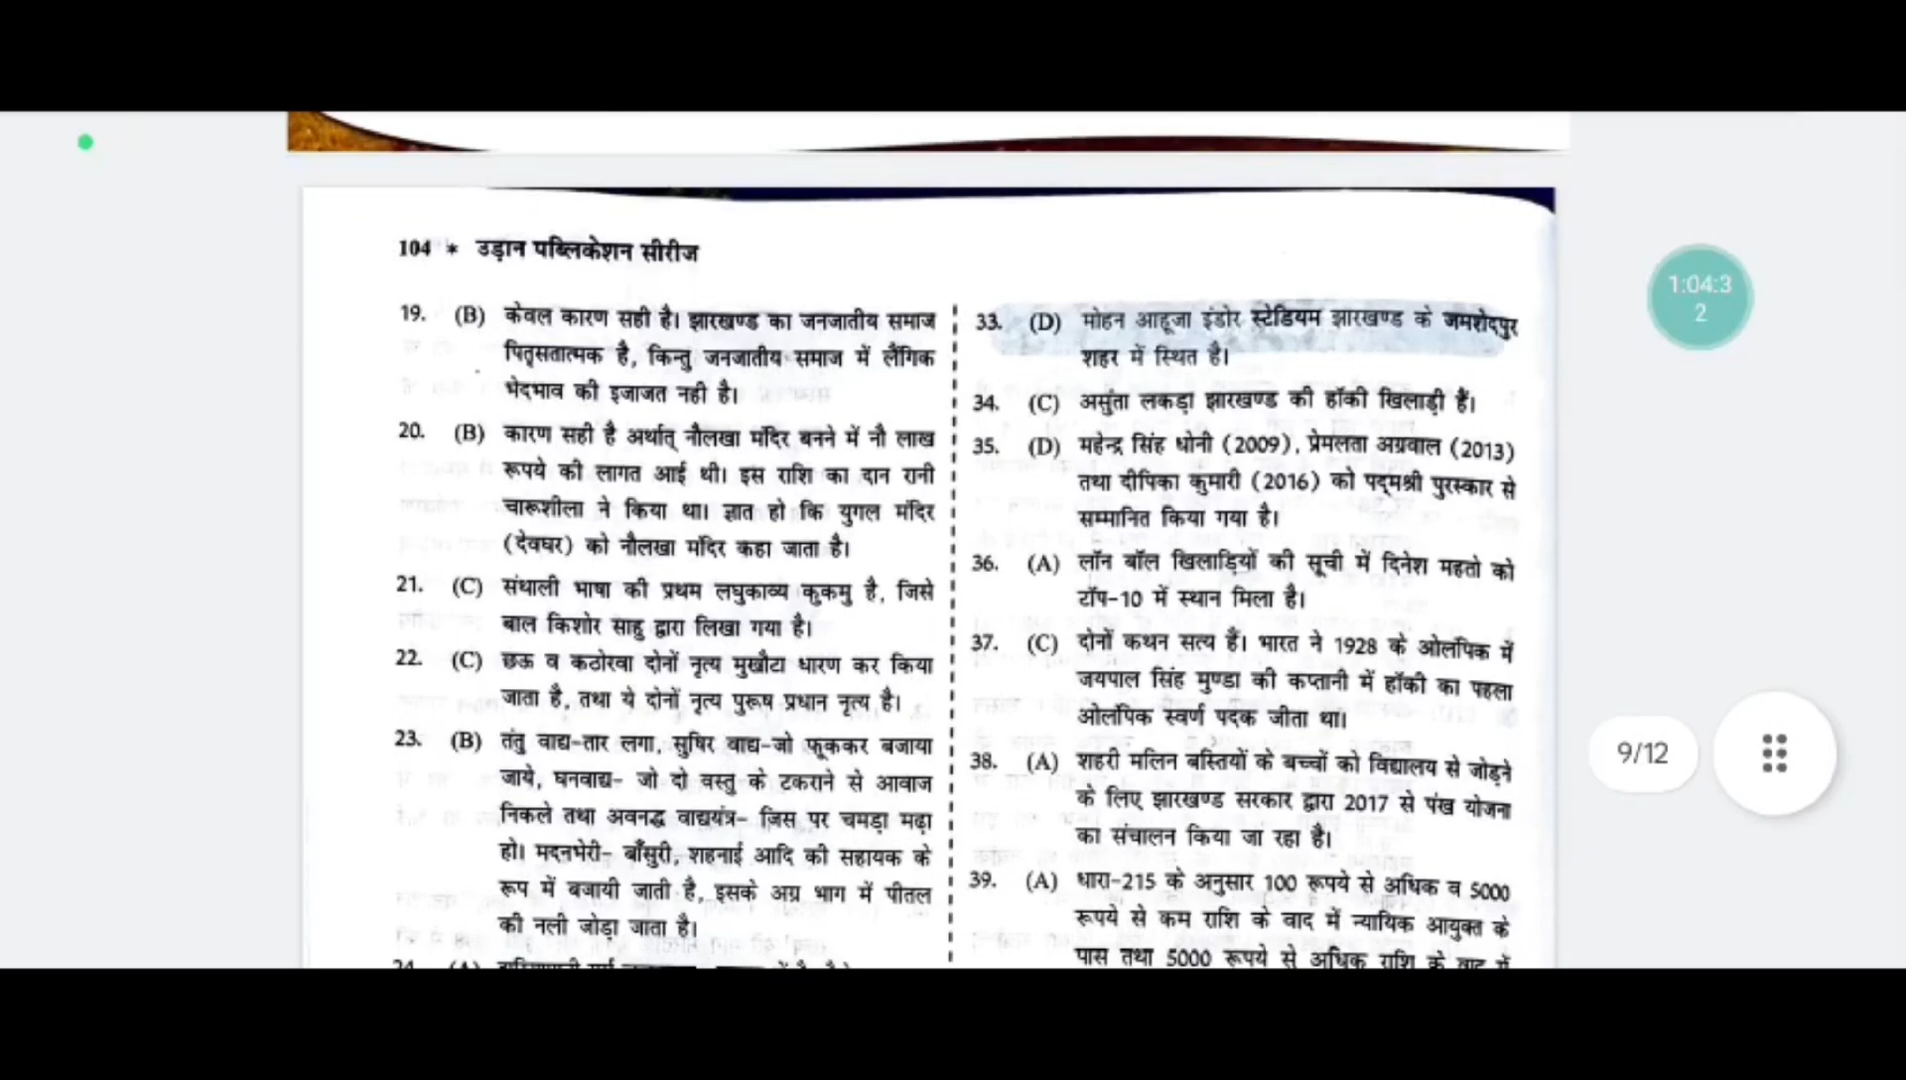 104 * उड़ान पब्लिकेशन सीरीज
19. (B) केवल कारण सही है। झारखण्ड का जनजातीय समाज
पितृसतात्मक है, किन्तु जनजातीय समाज में लैंगिक
भेदभाव की इजाजत नही है।
20. (B) कारण सही है अर्थात् नौलखा मंदिर बनने में नौ लाख
रूपये की लागत आई थी। इस राशि का दान रानी
चारूशीला ने किया था। ज्ञात हो कि युगल मंदिर
(देवघर) को नौलखा मंदिर कहा जाता है।
21. (C) संथाली भाषा की प्रथम लघुकाव्य कुकमु है, जिसे
बाल किशोर साहु द्वारा लिखा गया है।
22. (C) छऊ व कठोरवा दोनों नृत्य मुखौटा धारण कर किया
जाता है, तथा ये दोनों नृत्य पुरूष प्रधान नृत्य है।
23. (B) तंतु वाद्य-तार लगा, सुषिर वाद्य-जो फूककर बजाया
जाये, घनवाद्य- जो दो वस्तु के टकराने से आवाज
निकले तथा अवनद्ध वाद्ययंत्र- जिस पर चमड़ा मढ़ा
हो। मदनभेरी- बाँसुरी, शहनाई आदि की सहायक के
रूप में बजायी जाती है, इसके अग्र भाग में पीतल
की नली जोड़ा जाता है।
24. (A)
33. (D) मोहन आहूजा इंडोर स्टेडियम झारखण्ड के जमशेदपुर
शहर में स्थित है।
34. (C) असुंता लकड़ा झारखण्ड की हॉकी खिलाड़ी हैं।
35. (D) महेन्द्र सिंह धोनी (2009), प्रेमलता अग्रवाल (2013)
तथा दीपिका कुमारी (2016) को पद्मश्री पुरस्कार से
सम्मानित किया गया है।
36. (A) लॉन बॉल खिलाड़ियों की सूची में दिनेश महतो को
टॉप-10 में स्थान मिला है।
37. (C) दोनों कथन सत्य हैं। भारत ने 1928 के ओलंपिक में
जयपाल सिंह मुण्डा की कप्तानी में हॉकी का पहला
ओलंपिक स्वर्ण पदक जीता था।
38. (A) शहरी मलिन बस्तियों के बच्चों को विद्यालय से जोड़ने
के लिए झारखण्ड सरकार द्वारा 2017 से पंख योजना
का संचालन किया जा रहा है।
39. (A) धारा-215 के अनुसार 100 रूपये से अधिक व 5000
रूपये से कम राशि के वाद में न्यायिक आयुक्त के
पास तथा 5000 रूपये से अधिक राशि के वाद में
1:04:3
2
9/12